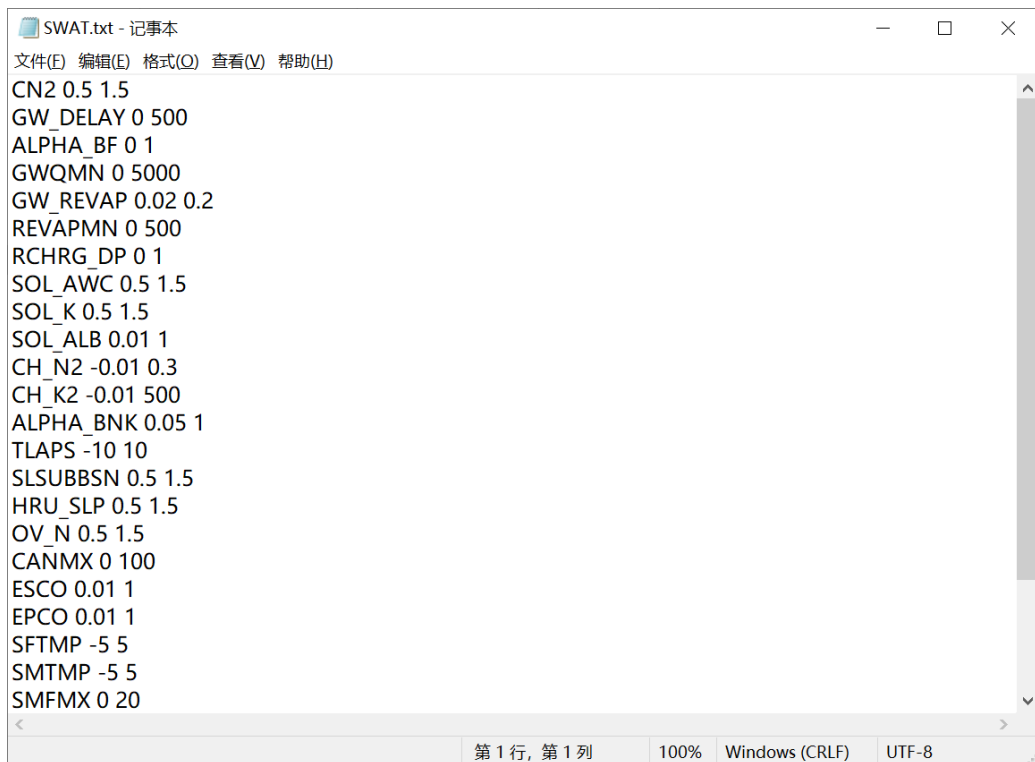 SWAT.txt - 记事本
文件(F) 编辑(E) 格式(O) 查看(V) 帮助(H)
CN2 0.5 1.5
GW_DELAY 0 500
ALPHA_BF 0 1
GWQMN 0 5000
GW_REVAP 0.02 0.2
REVAPMN 0 500
RCHRG_DP 0 1
SOL_AWC 0.5 1.5
SOL_K 0.5 1.5
SOL_ALB 0.01 1
CH_N2 -0.01 0.3
CH_K2 -0.01 500
ALPHA_BNK 0.05 1
TLAPS -10 10
SLSUBBSN 0.5 1.5
HRU_SLP 0.5 1.5
OV_N 0.5 1.5
CANMX 0 100
ESCO 0.01 1
EPCO 0.01 1
SFTMP -5 5
SMTMP -5 5
SMFMX 0 20
第 1 行，第 1 列 100% Windows (CRLF) UTF-8